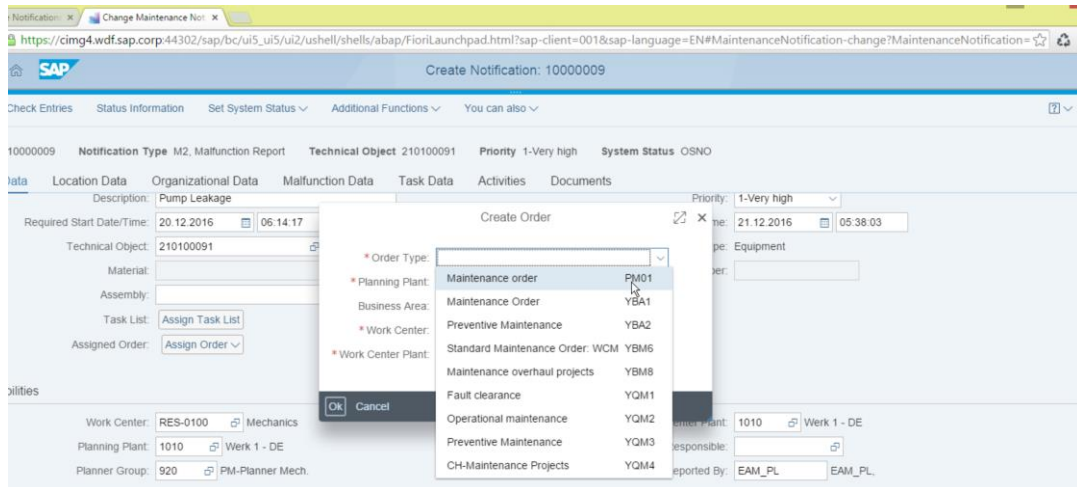 Notification: × Change Maintenance Not ×
https://cimg4.wdf.sap.corp:44302/sap/bc/ui5_ui5/ui2/ushell/shells/abap/FioriLaunchpad.html?sap-client=001&sap-language=EN#MaintenanceNotification-change?MaintenanceNotification=
SAP Create Notification: 10000009
Check Entries Status Information Set System Status Additional Functions You can also
10000009 Notification Type M2, Malfunction Report Technical Object 210100091 Priority 1-Very high System Status OSNO
Data Location Data Organizational Data Malfunction Data Task Data Activities Documents
Description: Pump Leakage Priority: 1-Very high
Required Start Date/Time: 20.12.2016 06:14:17 me: 21.12.2016 05:38:03
Technical Object: 210100091 pe: Equipment
Material: ber:
Assembly:
Task List: Assign Task List
Assigned Order: Assign Order
Create Order
* Order Type:
* Planning Plant:
Business Area:
* Work Center:
* Work Center Plant:
Maintenance order PM01
Maintenance Order YBA1
Preventive Maintenance YBA2
Standard Maintenance Order: WCM YBM6
Maintenance overhaul projects YBM8
Fault clearance YQM1
Operational maintenance YQM2
Preventive Maintenance YQM3
CH-Maintenance Projects YQM4
Ok Cancel
bilities
Work Center: RES-0100 Mechanics enter Plant: 1010 Werk 1 - DE
Planning Plant: 1010 Werk 1 - DE esponsible:
Planner Group: 920 PM-Planner Mech. eported By: EAM_PL EAM_PL,